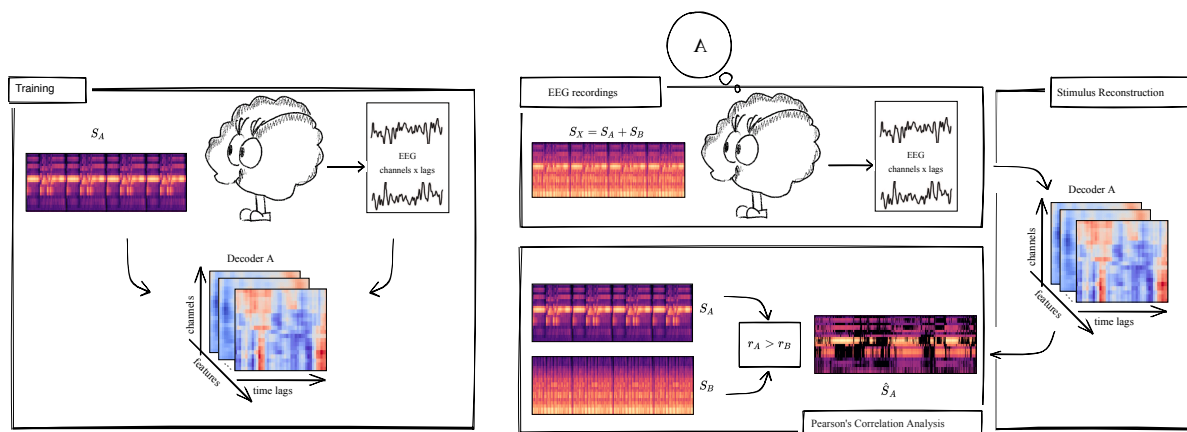 Training
S_A
EEG
channels x lags
Decoder A
channels
features
...
time lags
A
EEG recordings
S_X = S_A + S_B
EEG
channels x lags
S_A
S_B
r_A > r_B
Ŝ_A
Pearson's Correlation Analysis
Stimulus Reconstruction
Decoder A
channels
features
...
time lags